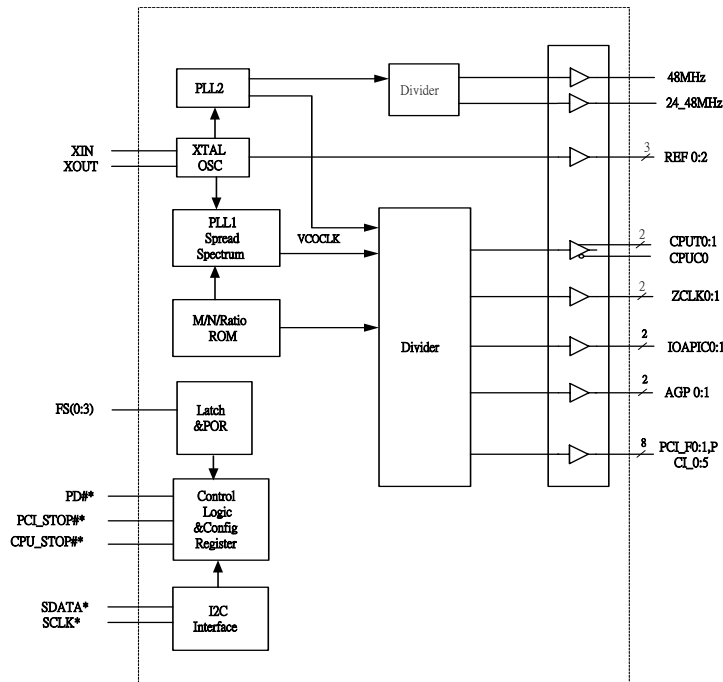 PLL2
Divider
48MHz
24_48MHz
XIN
XOUT
XTAL
OSC
3
REF 0:2
PLL1
Spread
Spectrum
VCOCLK
2
CPUT0:1
CPUC0
2
ZCLK0:1
M/N/Ratio
ROM
Divider
2
IOAPIC0:1
2
AGP 0:1
FS(0:3)
Latch
&POR
8
PCI_F0:1,P
CI_0:5
PD#*
PCI_STOP#*
CPU_STOP#*
Control
Logic
&Config
Register
SDATA*
SCLK*
I2C
Interface